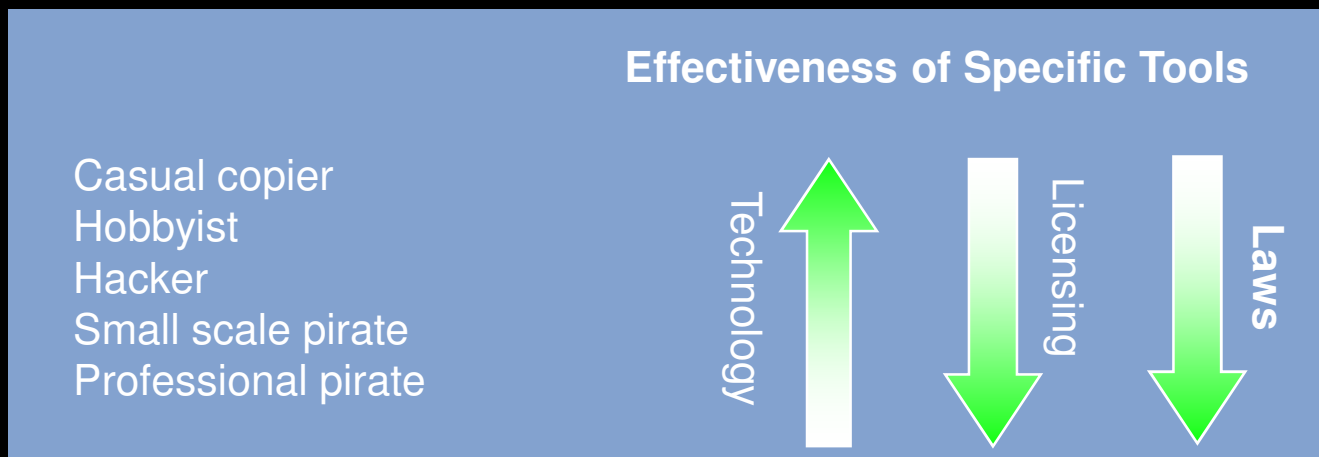 Effectiveness of Specific Tools
Casual copier
Hobbyist
Hacker
Small scale pirate
Professional pirate
Technology
Licensing
Laws